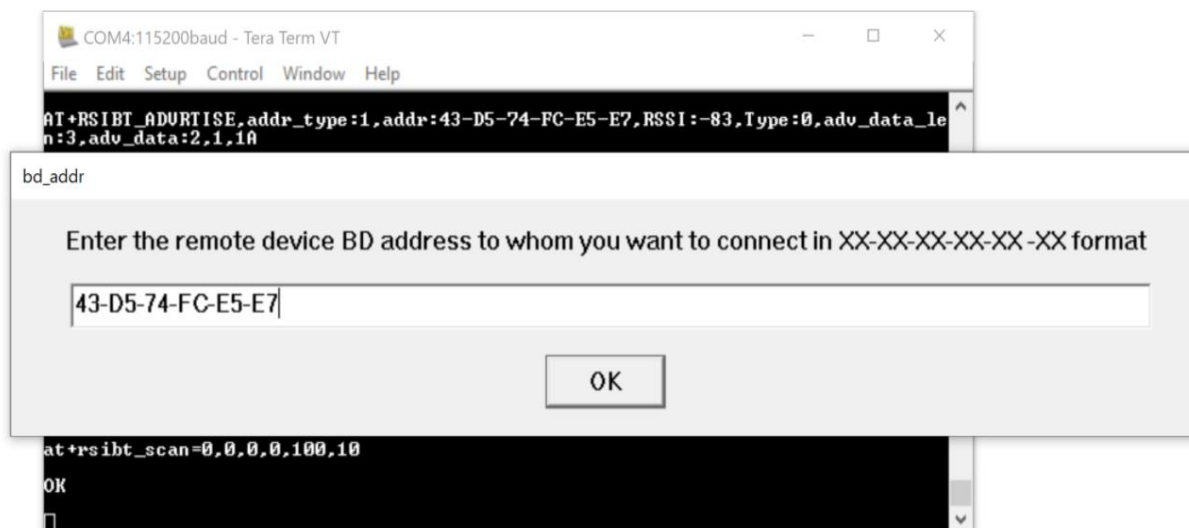 COM4:115200baud - Tera Term VT
File Edit Setup Control Window Help
AT+RSIBT_ADVRTISE,addr_type:1,addr:43-D5-74-FC-E5-E7,RSSI:-83,Type:0,adv_data_le
n:3,adv_data:2,1,1A
bd_addr
Enter the remote device BD address to whom you want to connect in XX-XX-XX-XX-XX -XX format
43-D5-74-FC-E5-E7
OK
at+rsibt_scan=0,0,0,0,100,10
OK